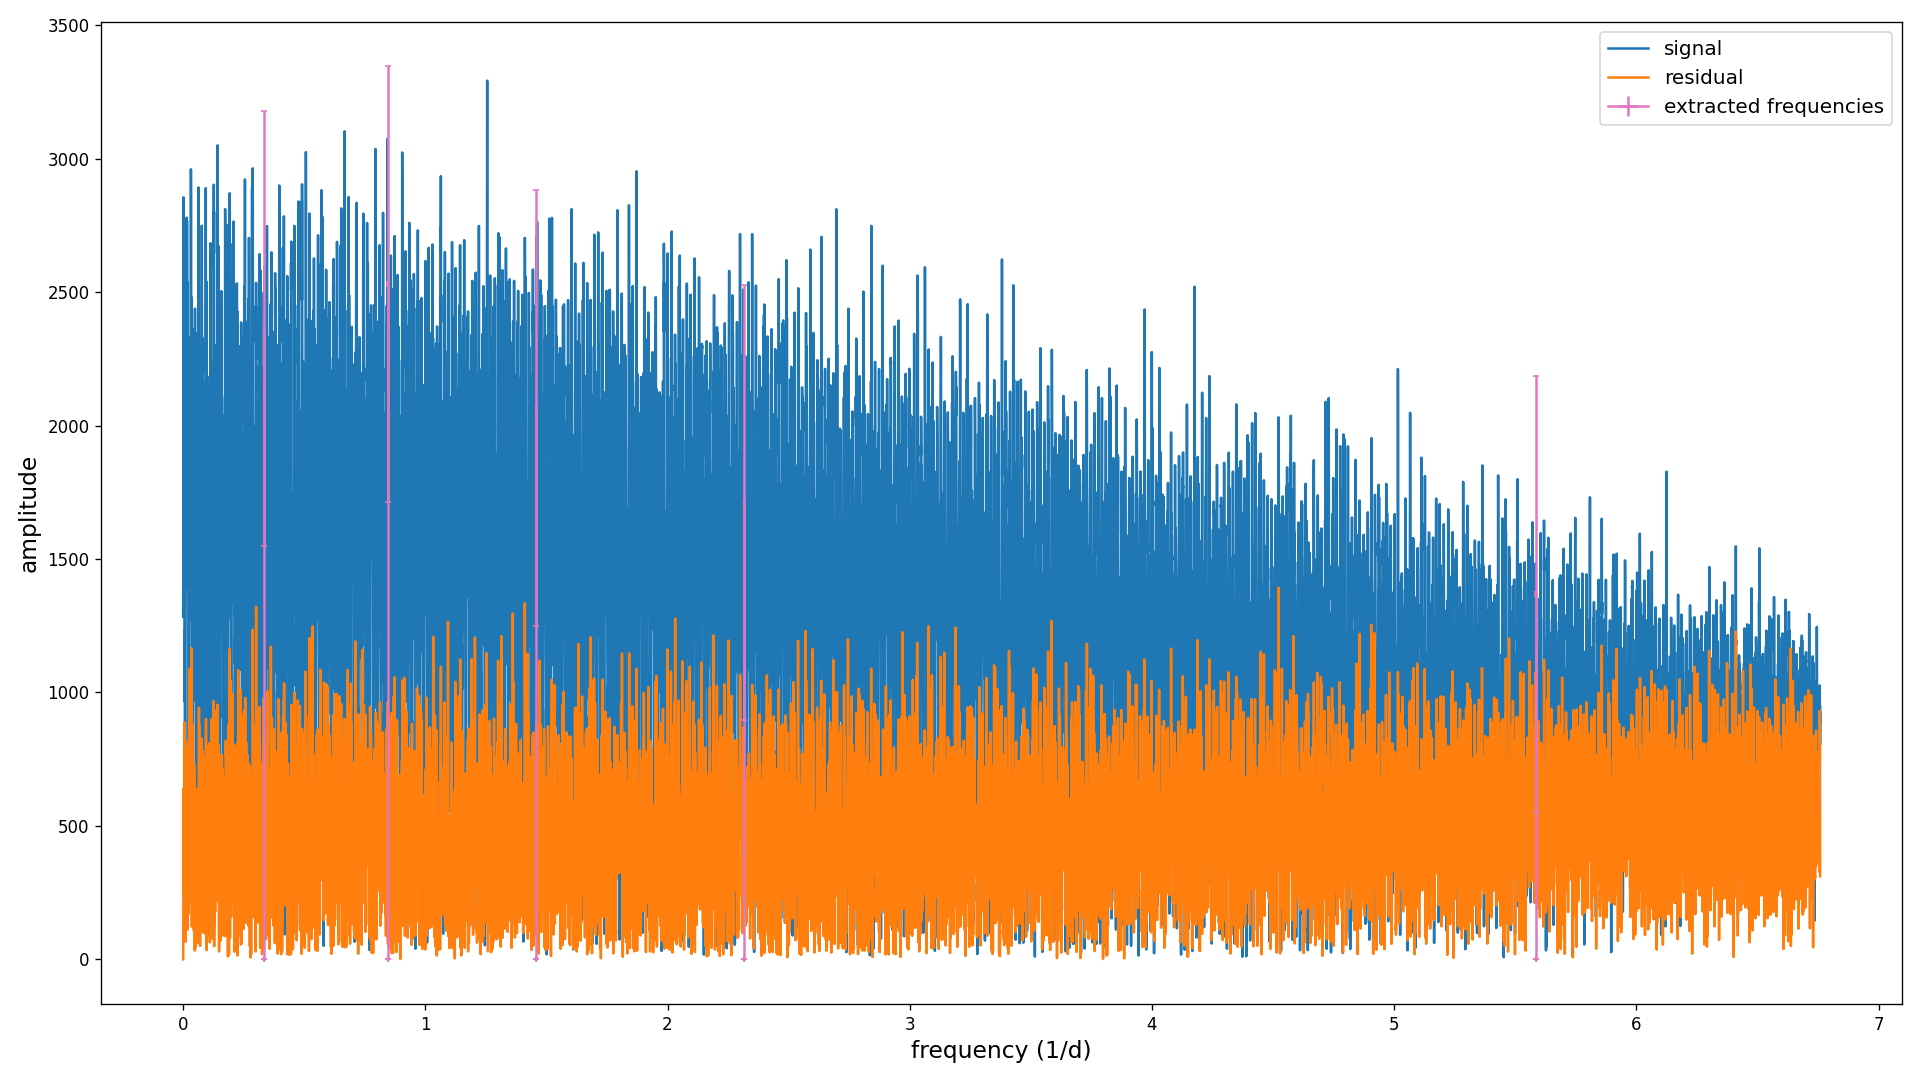 3500
3000
2500
2000
1500
1000
500
0
amplitude
signal
residual
extracted frequencies
0 1 2 3 4 5 6 7
frequency (1/d)